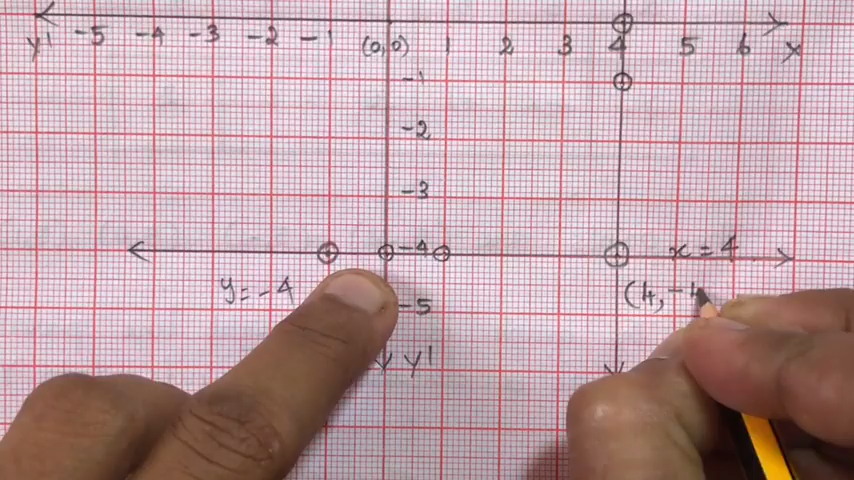 y' -5 -4 -3 -2 -1 (0,0) 1 2 3 4 5 6 x
-1
-2
-3
-4 x = 4
y = -4 (4, -4
-5
y'